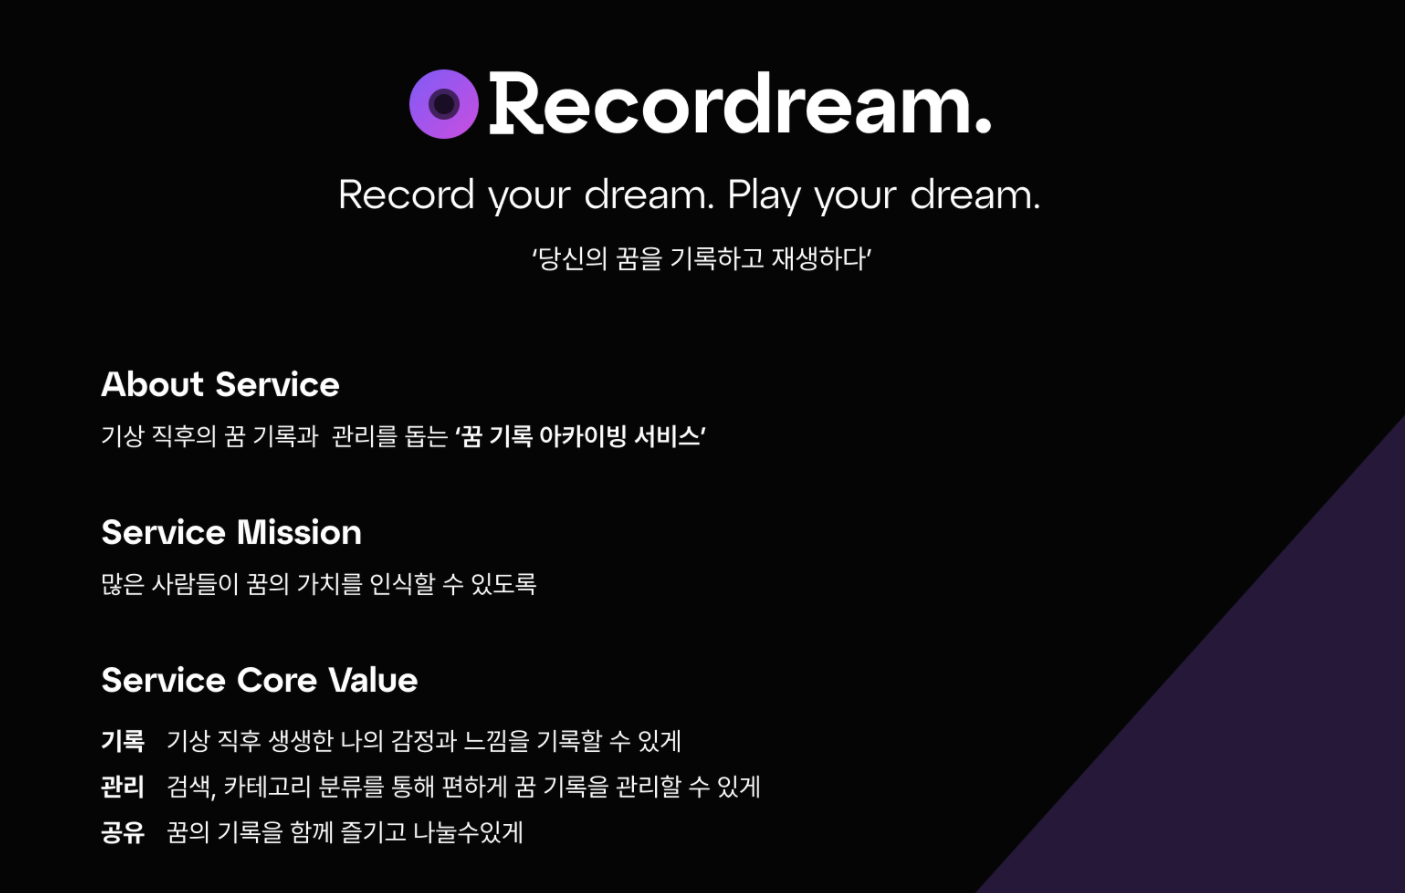 Recordream.
Record your dream. Play your dream.
‘당신의 꿈을 기록하고 재생하다’
About Service
기상 직후의 꿈 기록과 관리를 돕는 ‘꿈 기록 아카이빙 서비스’
Service Mission
많은 사람들이 꿈의 가치를 인식할 수 있도록
Service Core Value
기록 기상 직후 생생한 나의 감정과 느낌을 기록할 수 있게
관리 검색, 카테고리 분류를 통해 편하게 꿈 기록을 관리할 수 있게
공유 꿈의 기록을 함께 즐기고 나눌수있게